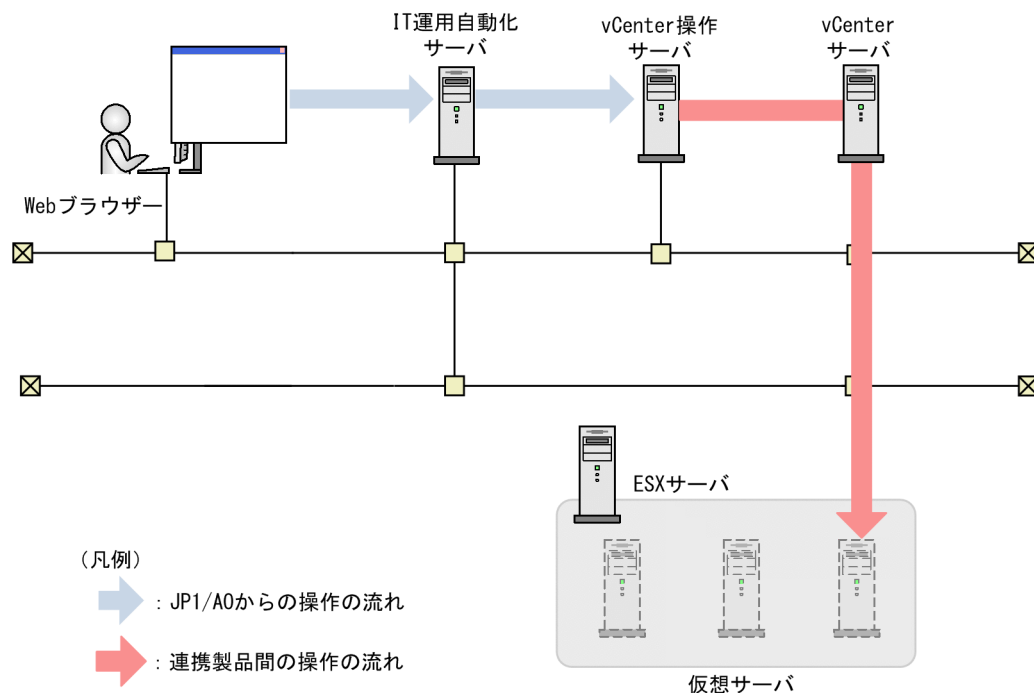 IT運用自動化
サーバ
vCenter操作
サーバ
vCenter
サーバ
Webブラウザー
ESXサーバ
(凡例)
: JP1/AOからの操作の流れ
: 連携製品間の操作の流れ
仮想サーバ